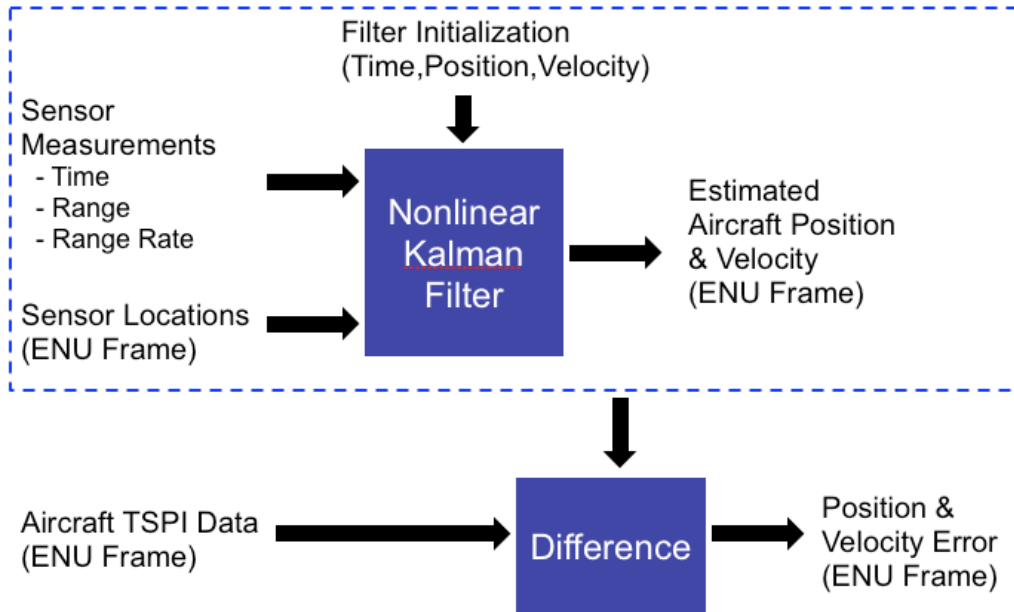 Filter Initialization
(Time,Position,Velocity)
Sensor
Measurements
- Time
- Range
- Range Rate
Nonlinear
Kalman
Filter
Estimated
Aircraft Position
& Velocity
(ENU Frame)
Sensor Locations
(ENU Frame)
Aircraft TSPI Data
(ENU Frame)
Difference
Position &
Velocity Error
(ENU Frame)